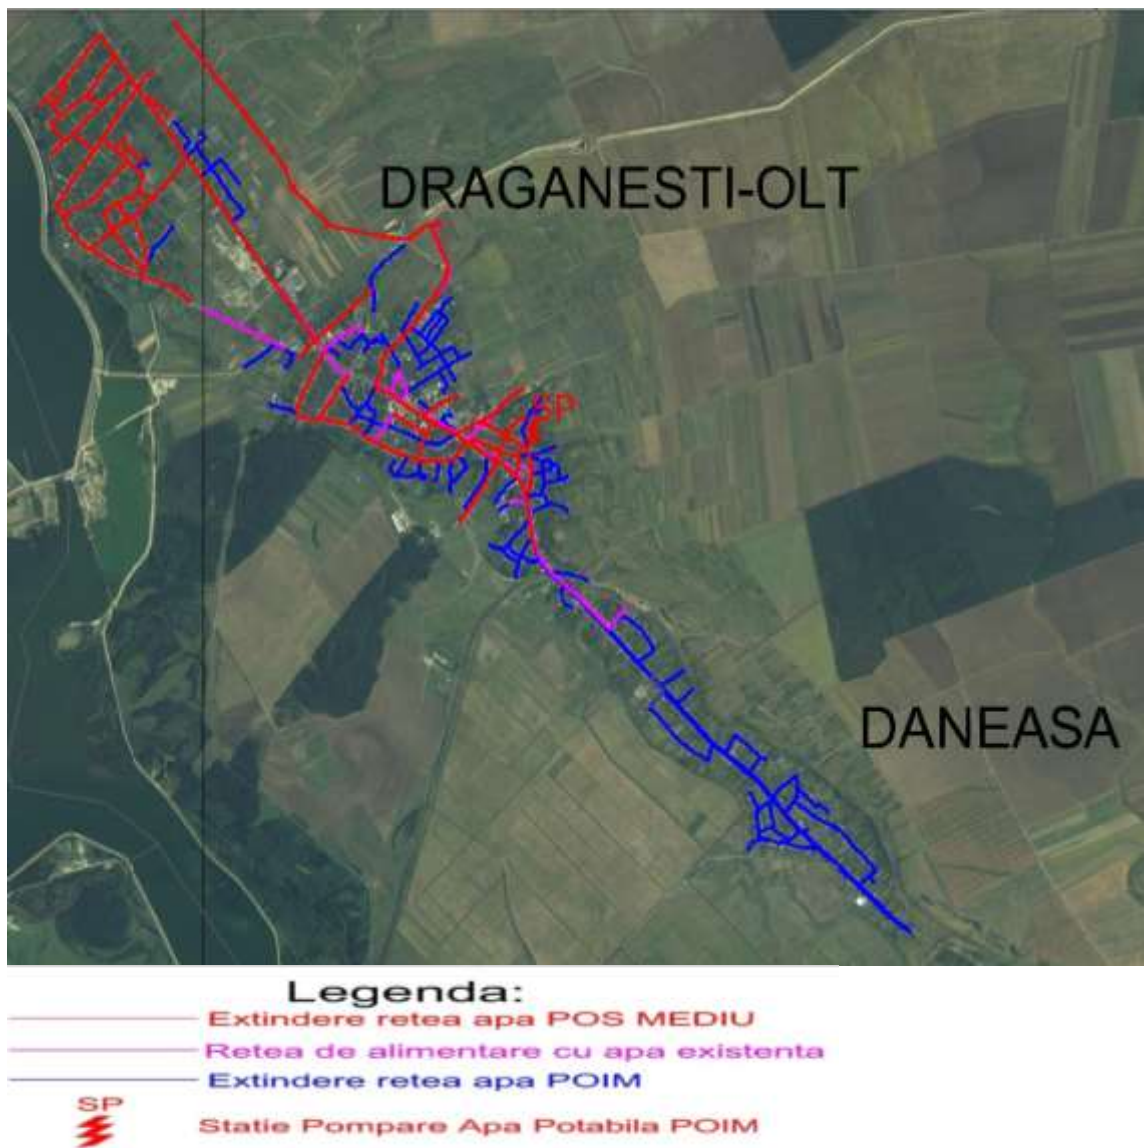 DRAGANESTI-OLT
SP
DANEASA
Legenda:
Extindere retea apa POS MEDIU
Retea de alimentare cu apa existenta
Extindere retea apa POIM
SP
Statie Pompare Apa Potabila POIM